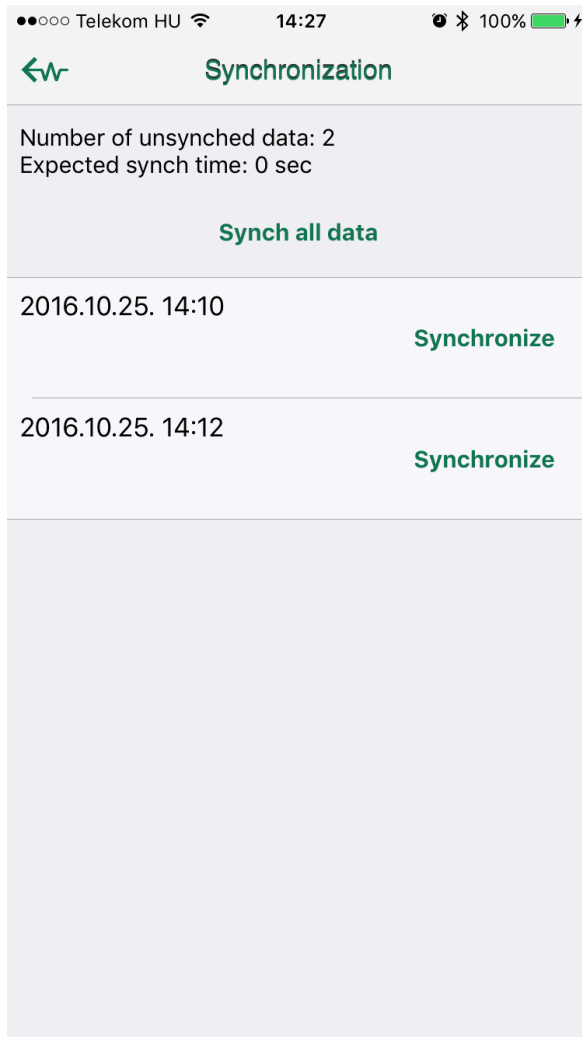 Telekom HU 14:27 100%
Synchronization
Number of unsynched data: 2
Expected synch time: 0 sec
Synch all data
2016.10.25. 14:10
Synchronize
2016.10.25. 14:12
Synchronize